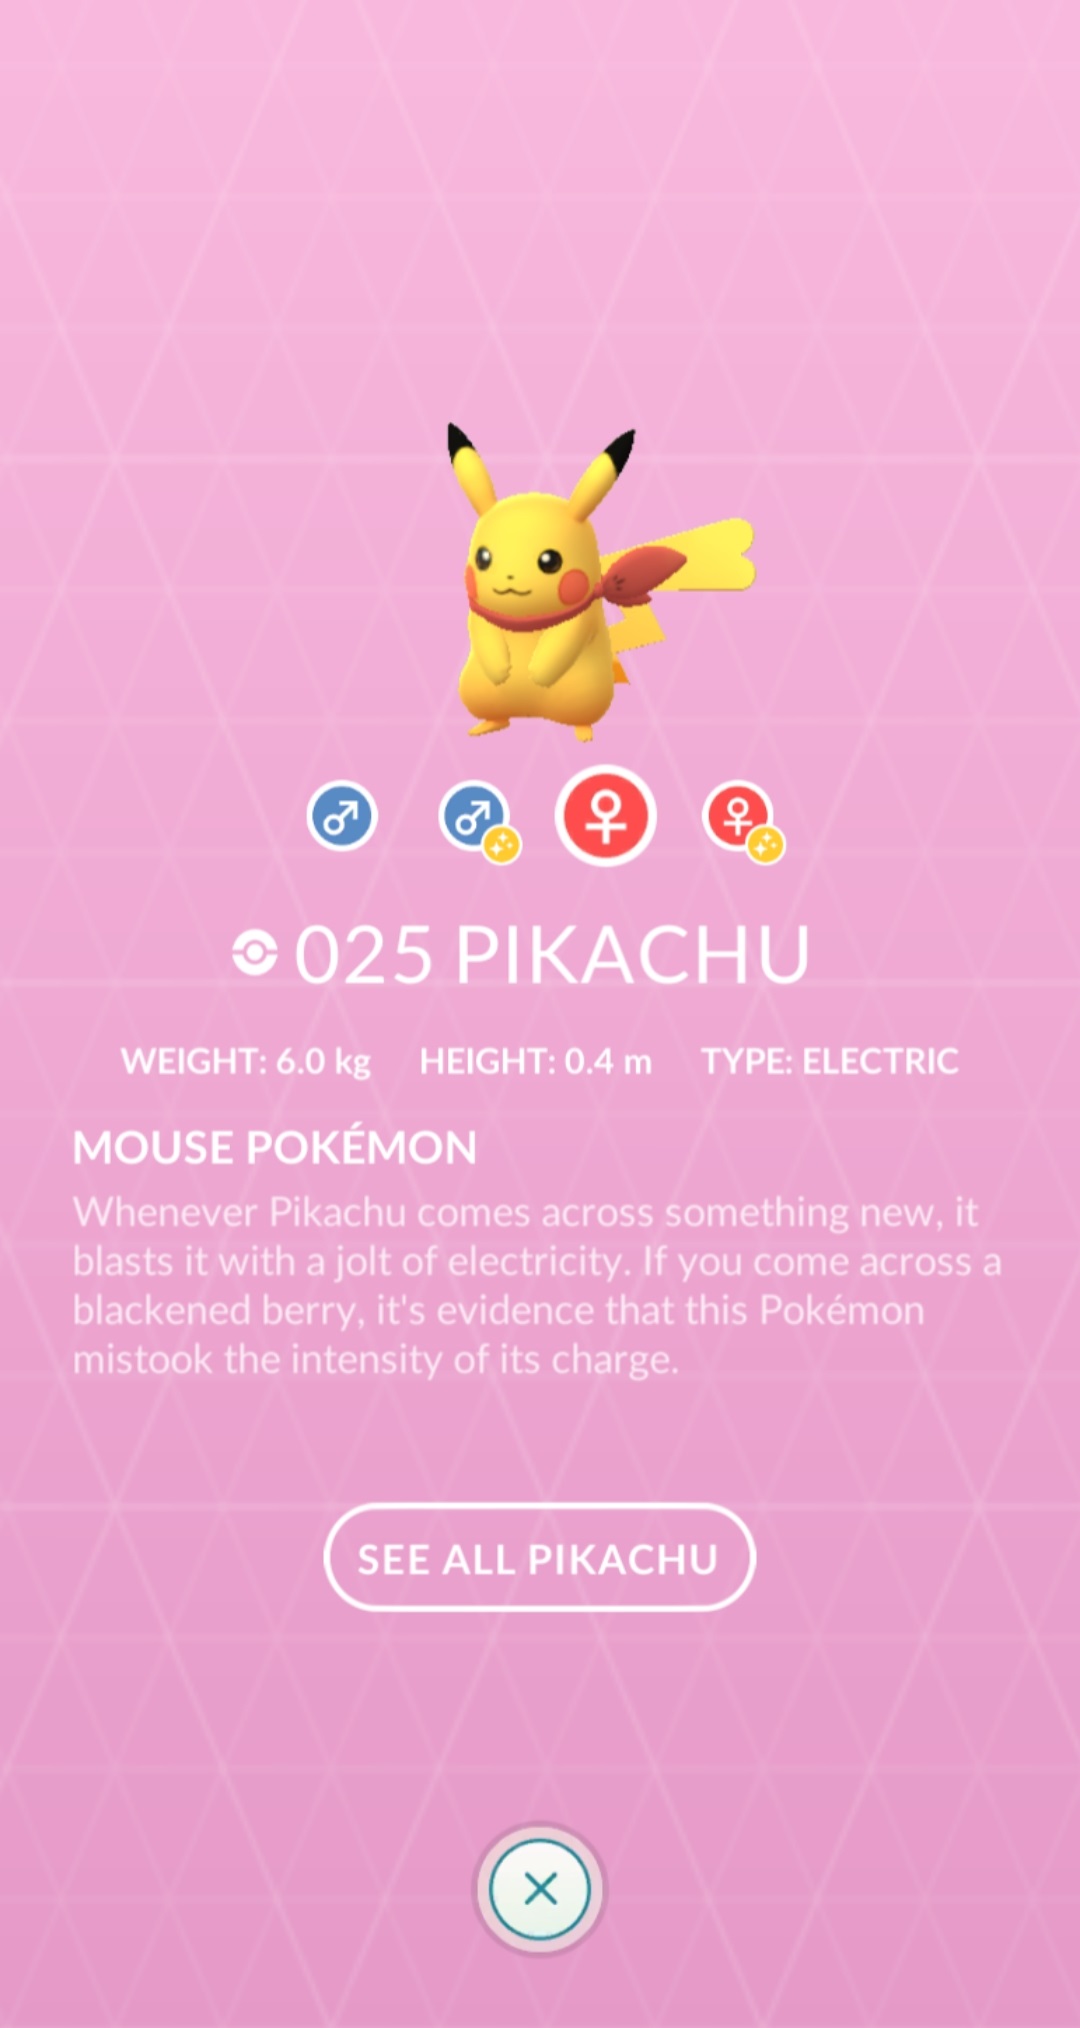 025 PIKACHU
WEIGHT: 6.0 kg HEIGHT: 0.4 m TYPE: ELECTRIC
MOUSE POKÉMON
Whenever Pikachu comes across something new, it
blasts it with a jolt of electricity. If you come across a
blackened berry, it's evidence that this Pokémon
mistook the intensity of its charge.
SEE ALL PIKACHU